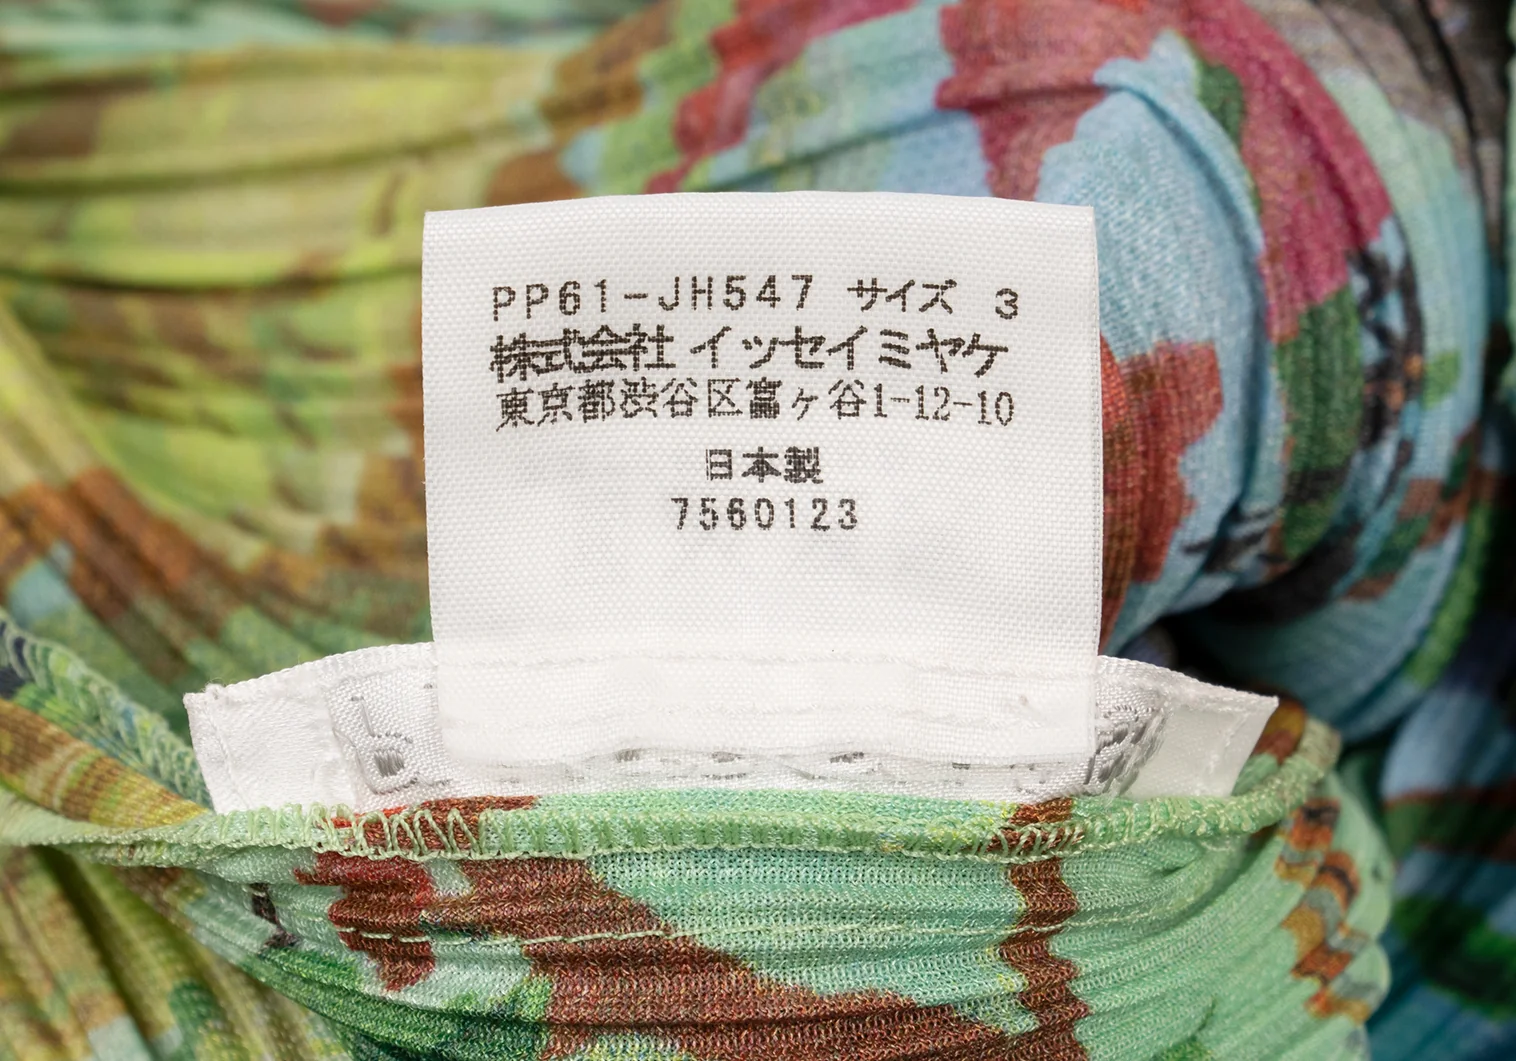 PP61-JH547 サイズ 3
株式会社 イッセイミヤケ
東京都渋谷区富ヶ谷1-12-10
日本製
7560123